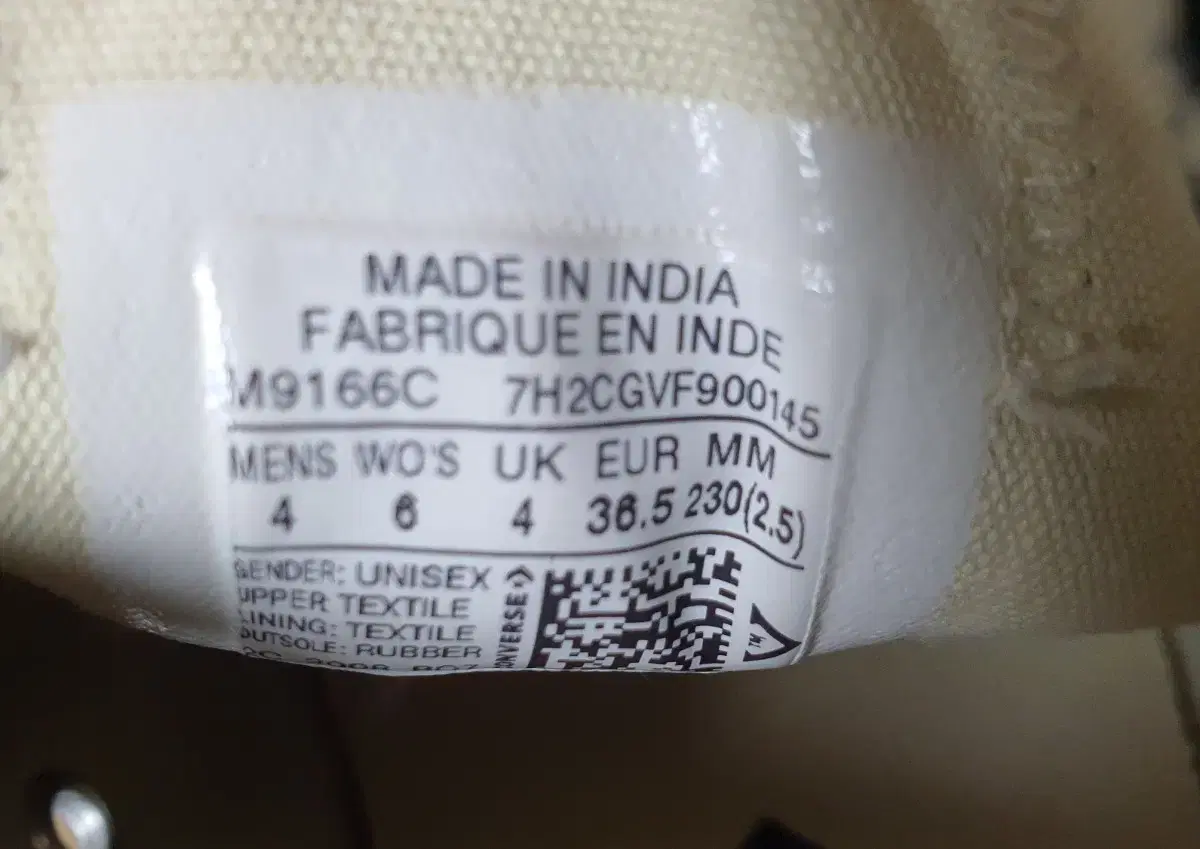 MADE IN INDIA
FABRIQUE EN INDE
M9166C 7H2CGVF900145
MENS WO'S UK EUR MM
4 6 4 36.5 230(2.5)
GENDER: UNISEX
UPPER TEXTILE
LINING: TEXTILE
OUTSOLE: RUBBER
CONVERSE
TM